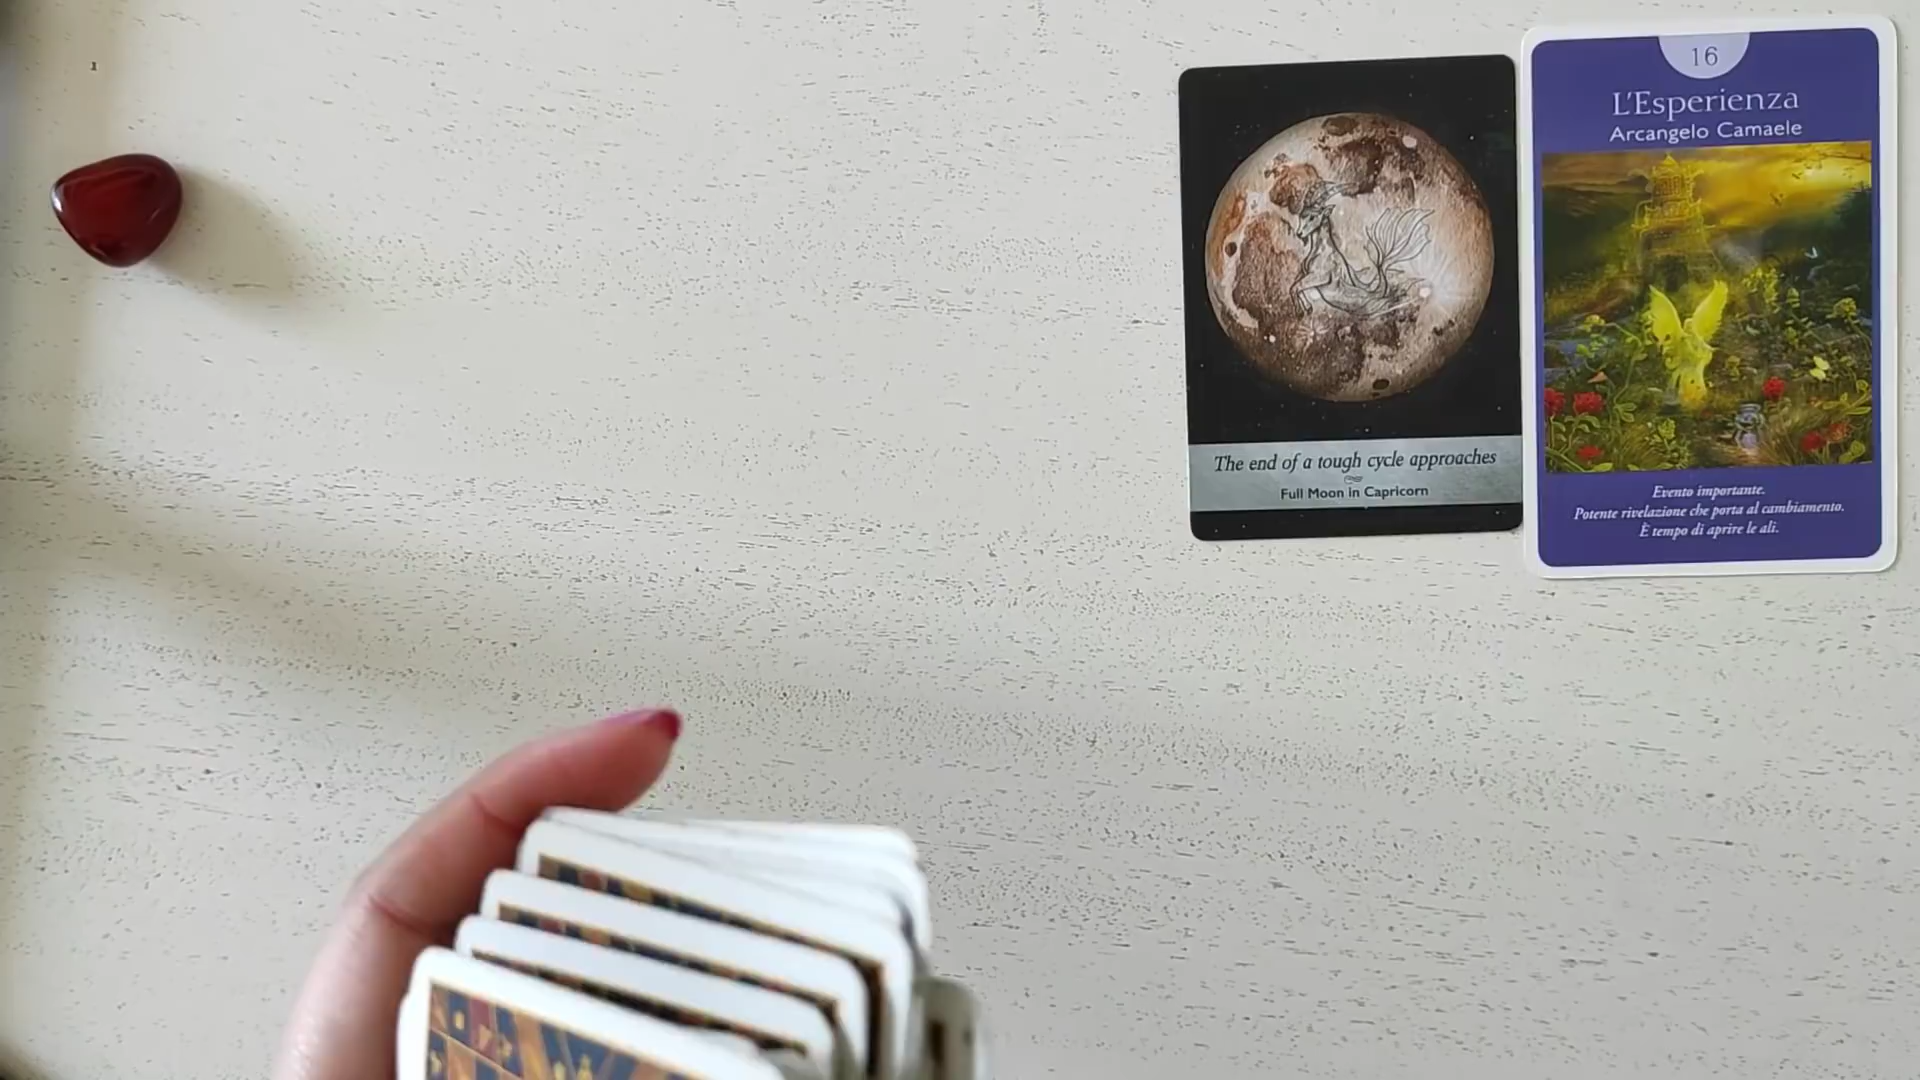 The end of a tough cycle approaches
Full Moon in Capricorn
16
L'Esperienza
Arcangelo Camaele
Evento importante.
Potente rivelazione che porta al cambiamento.
È tempo di aprire le ali.